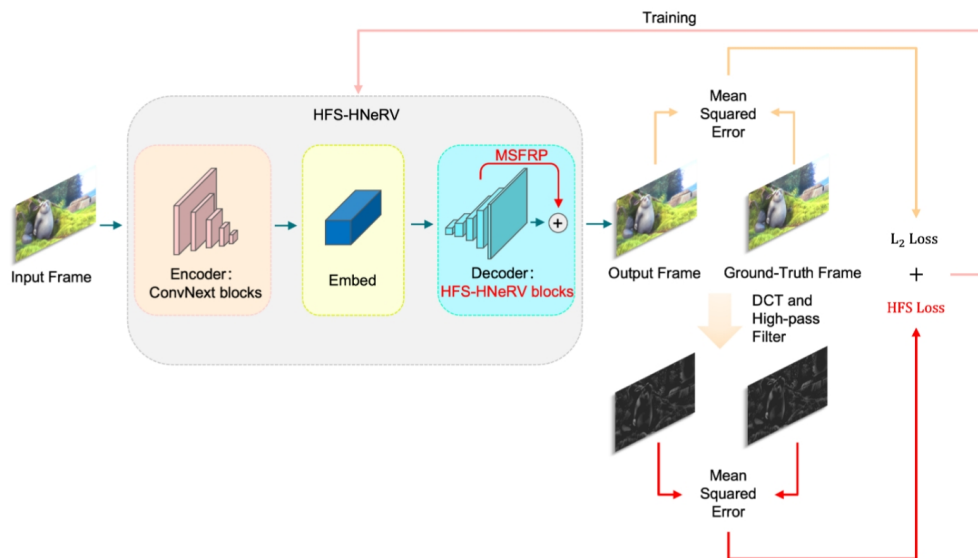 Training
HFS-HNeRV
Mean
Squared
Error
MSFRP
Input Frame
Encoder:
ConvNext blocks
Embed
Decoder:
HFS-HNeRV blocks
Output Frame
Ground-Truth Frame
L₂ Loss
+
HFS Loss
DCT and
High-pass
Filter
Mean
Squared
Error